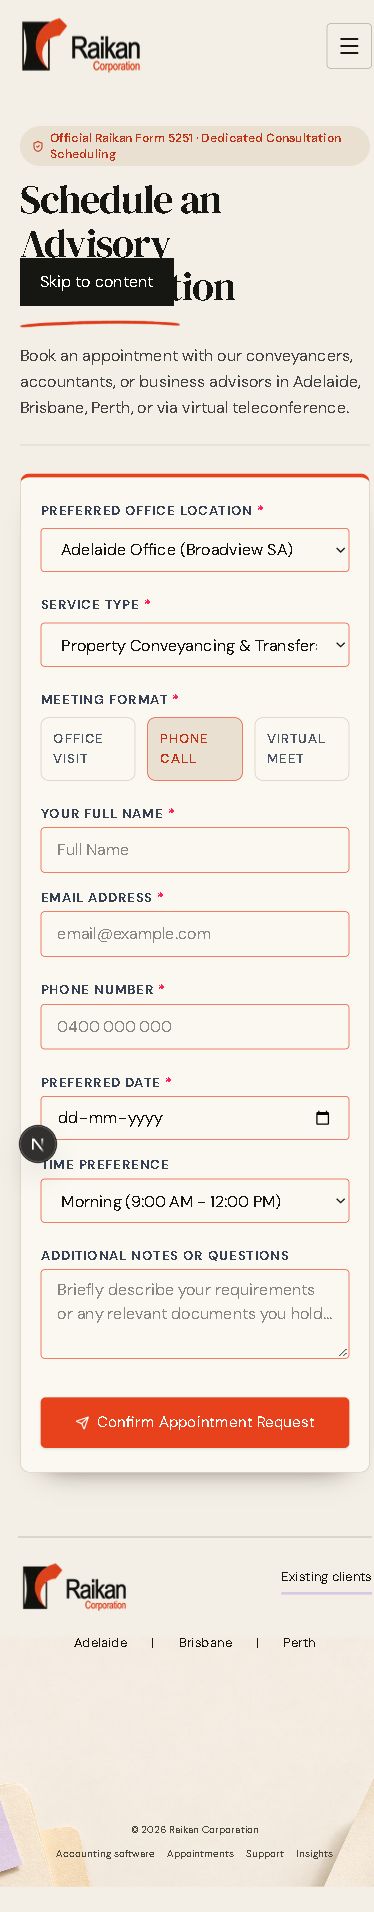 Raikan
Corporation
Official Raikan Form 5251 · Dedicated Consultation
Scheduling
Schedule an
Advisory
Skip to content
tion
Book an appointment with our conveyancers,
accountants, or business advisors in Adelaide,
Brisbane, Perth, or via virtual teleconference.
PREFERRED OFFICE LOCATION *
Adelaide Office (Broadview SA)
SERVICE TYPE *
Property Conveyancing & Transfers
MEETING FORMAT *
OFFICE VISIT
PHONE CALL
VIRTUAL MEET
YOUR FULL NAME *
Full Name
EMAIL ADDRESS *
email@example.com
PHONE NUMBER *
0400 000 000
PREFERRED DATE *
dd-mm-yyyy
N
TIME PREFERENCE
Morning (9:00 AM - 12:00 PM)
ADDITIONAL NOTES OR QUESTIONS
Briefly describe your requirements
or any relevant documents you hold...
Confirm Appointment Request
Raikan
Corporation
Existing clients
Adelaide | Brisbane | Perth
© 2026 Raikan Corporation
Accounting software Appointments Support Insights